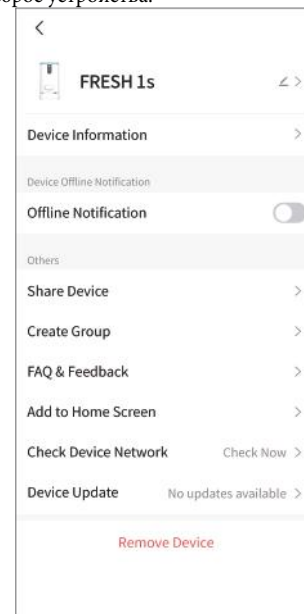 устройства.
FRESH 1s
Device Information
Device Offline Notification
Offline Notification
Others
Share Device
Create Group
FAQ & Feedback
Add to Home Screen
Check Device Network Check Now
Device Update No updates available
Remove Device